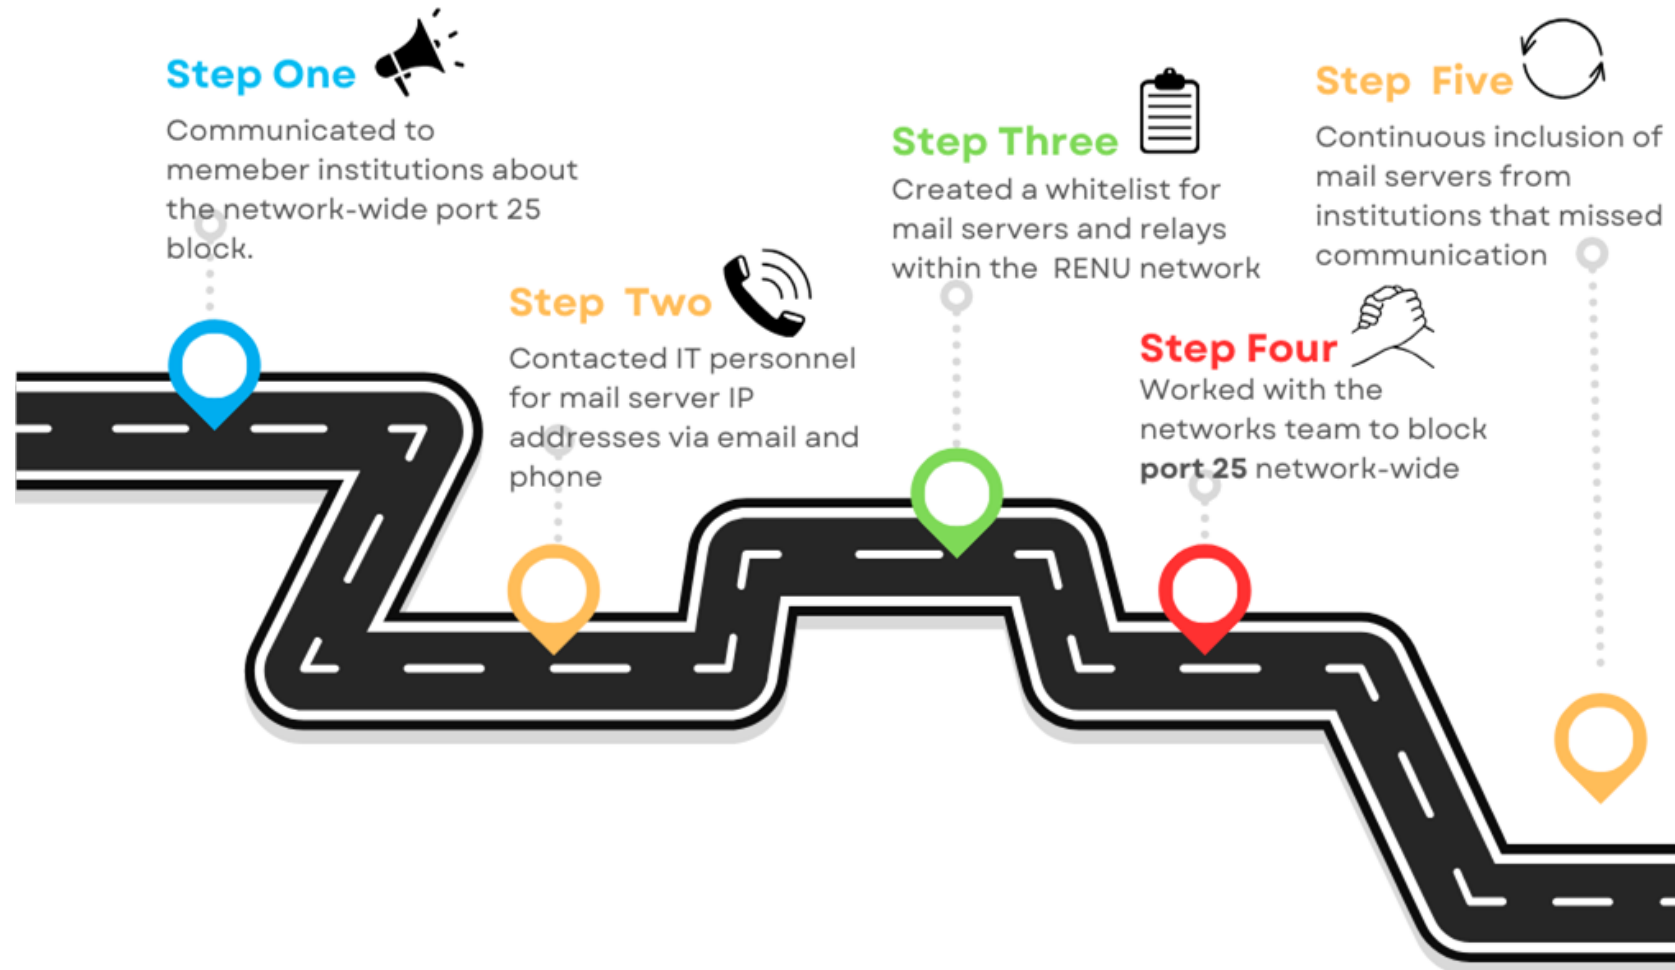 Step One
Communicated to
memeber institutions about
the network-wide port 25
block.
Step Two
Contacted IT personnel
for mail server IP
addresses via email and
phone
Step Three
Created a whitelist for
mail servers and relays
within the RENU network
Step Four
Worked with the
networks team to block
port 25 network-wide
Step Five
Continuous inclusion of
mail servers from
institutions that missed
communication